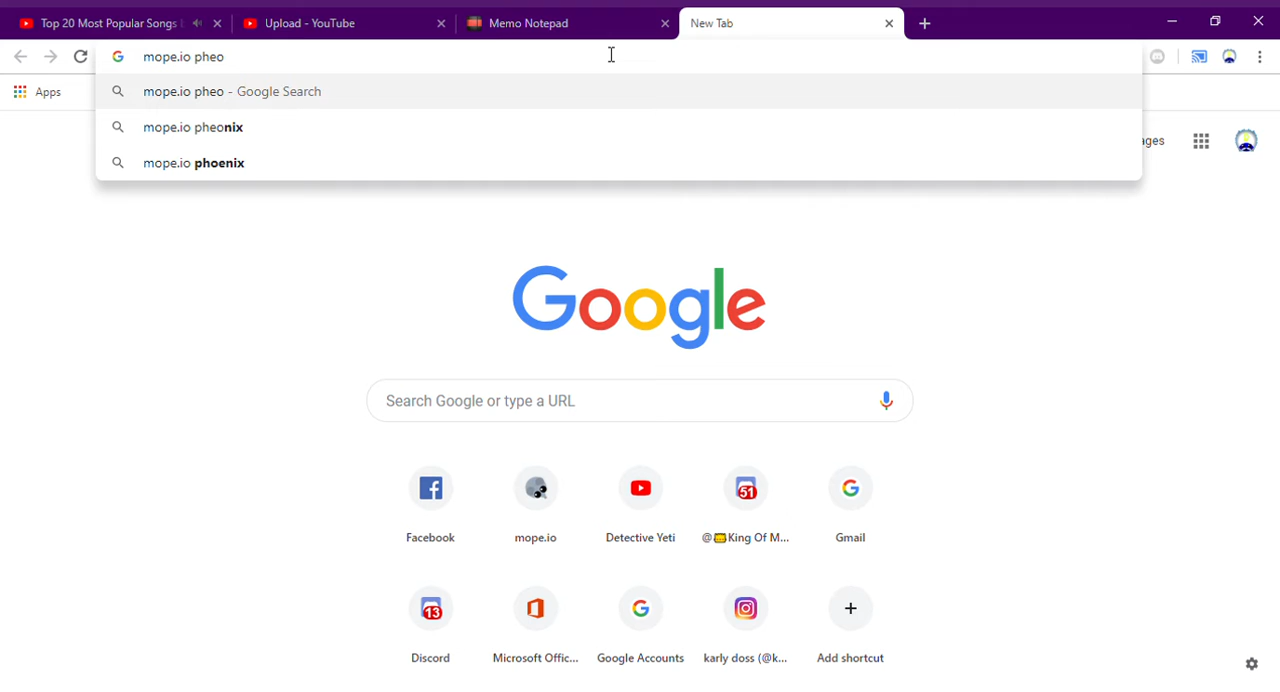 Top 20 Most Popular Songs
Upload - YouTube
Memo Notepad
New Tab
mope.io pheo
Apps
mope.io pheo - Google Search
mope.io pheonix
mope.io phoenix
ages
Google
Search Google or type a URL
51
Facebook
mope.io
Detective Yeti
@King Of M...
Gmail
13
Discord
Microsoft Offic...
Google Accounts
karly doss (@k...
Add shortcut